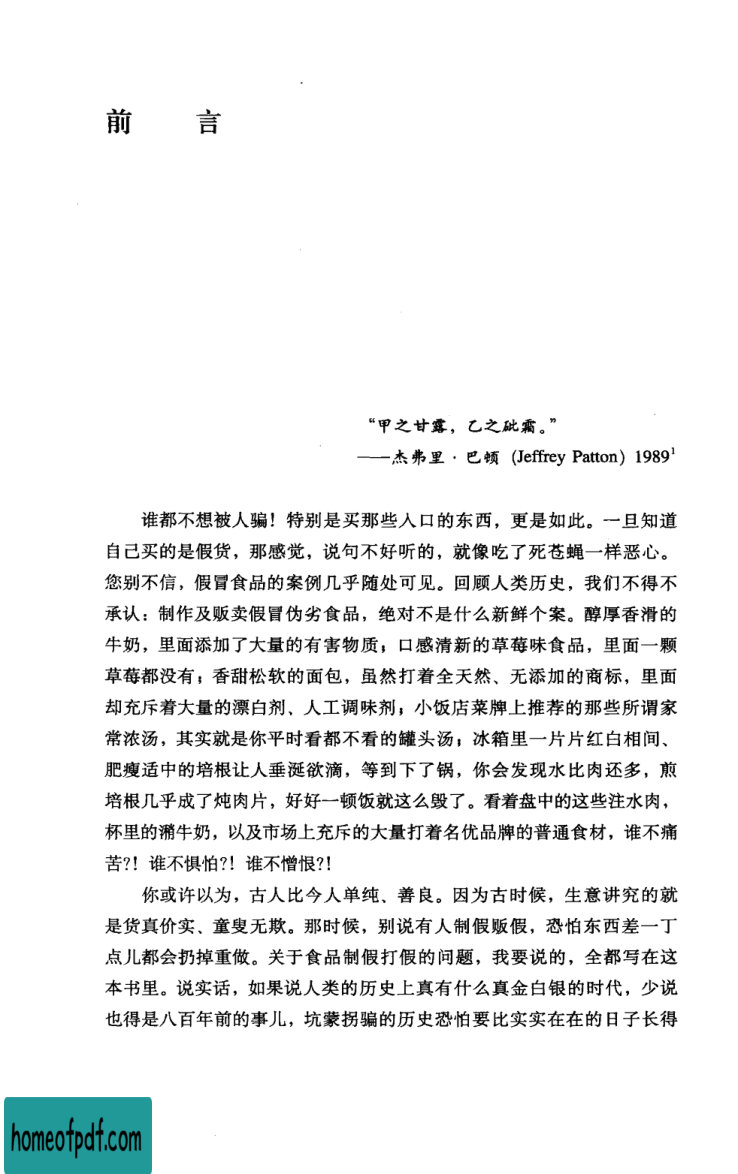 前 言
“甲之甘露，乙之砒霜。”
——杰弗里·巴顿（Jeffrey Patton）1989¹
谁都不想被人骗！特别是买那些入口的东西，更是如此。一旦知道
自己买的是假货，那感觉，说句不好听的，就像吃了死苍蝇一样恶心。
您别不信，假冒食品的案例几乎随处可见。回顾人类历史，我们不得不
承认：制作及贩卖假冒伪劣食品，绝对不是什么新鲜个案。醇厚香滑的
牛奶，里面添加了大量的有害物质；口感清新的草莓味食品，里面一颗
草莓都没有；香甜松软的面包，虽然打着全天然、无添加的商标，里面
却充斥着大量的漂白剂、人工调味剂；小饭店菜牌上推荐的那些所谓家
常浓汤，其实就是你平时看都不看的罐头汤；冰箱里一片片红白相间、
肥瘦适中的培根让人垂涎欲滴，等到下了锅，你会发现水比肉还多，煎
培根几乎成了炖肉片，好好一顿饭就这么毁了。看着盘中的这些注水肉，
杯里的潲牛奶，以及市场上充斥的大量打着名优品牌的普通食材，谁不痛
苦?！谁不惧怕?！谁不憎恨?！
你或许以为，古人比今人单纯、善良。因为古时候，生意讲究的就
是货真价实、童叟无欺。那时候，别说有人制假贩假，恐怕东西差一丁
点儿都会扔掉重做。关于食品制假打假的问题，我要说的，全都写在这
本书里。说实话，如果说人类的历史上真有什么真金白银的时代，少说
也得是八百年前的事儿，坑蒙拐骗的历史恐怕要比实实在在的日子长得
homeofpdf.com